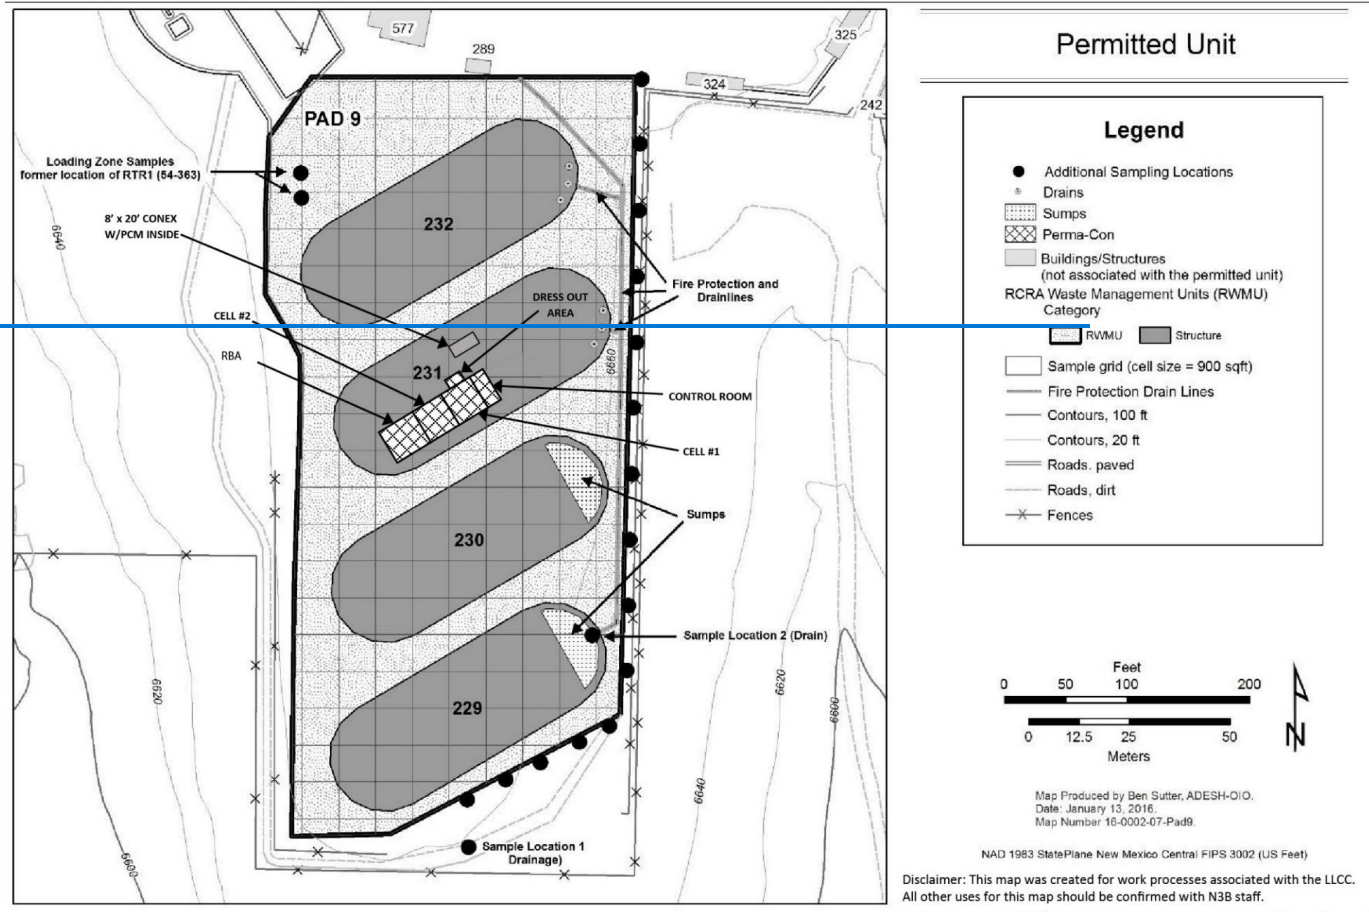 577
289
325
324
242
PAD 9
Loading Zone Samples
former location of RTR1 (54-363)
8' x 20' CONEX
W/PCM INSIDE
6640
232
Fire Protection and
Drainlines
DRESS OUT
AREA
CELL #2
RBA
231
6660
CONTROL ROOM
CELL #1
Sumps
230
Sample Location 2 (Drain)
229
6620
6620
6600
6640
6600
Sample Location 1
Drainage)
Permitted Unit
Legend
Additional Sampling Locations
Drains
Sumps
Perma-Con
Buildings/Structures
(not associated with the permitted unit)
RCRA Waste Management Units (RWMU)
Category
RWMU
Structure
Sample grid (cell size = 900 sqft)
Fire Protection Drain Lines
Contours, 100 ft
Contours, 20 ft
Roads. paved
Roads, dirt
Fences
Feet
0 50 100 200
0 12.5 25 50
Meters
N
Map Produced by Ben Sutter, ADESH-OIO.
Date: January 13, 2016.
Map Number 16-0002-07-Pad9.
NAD 1983 StatePlane New Mexico Central FIPS 3002 (US Feet)
Disclaimer: This map was created for work processes associated with the LLCC.
All other uses for this map should be confirmed with N3B staff.